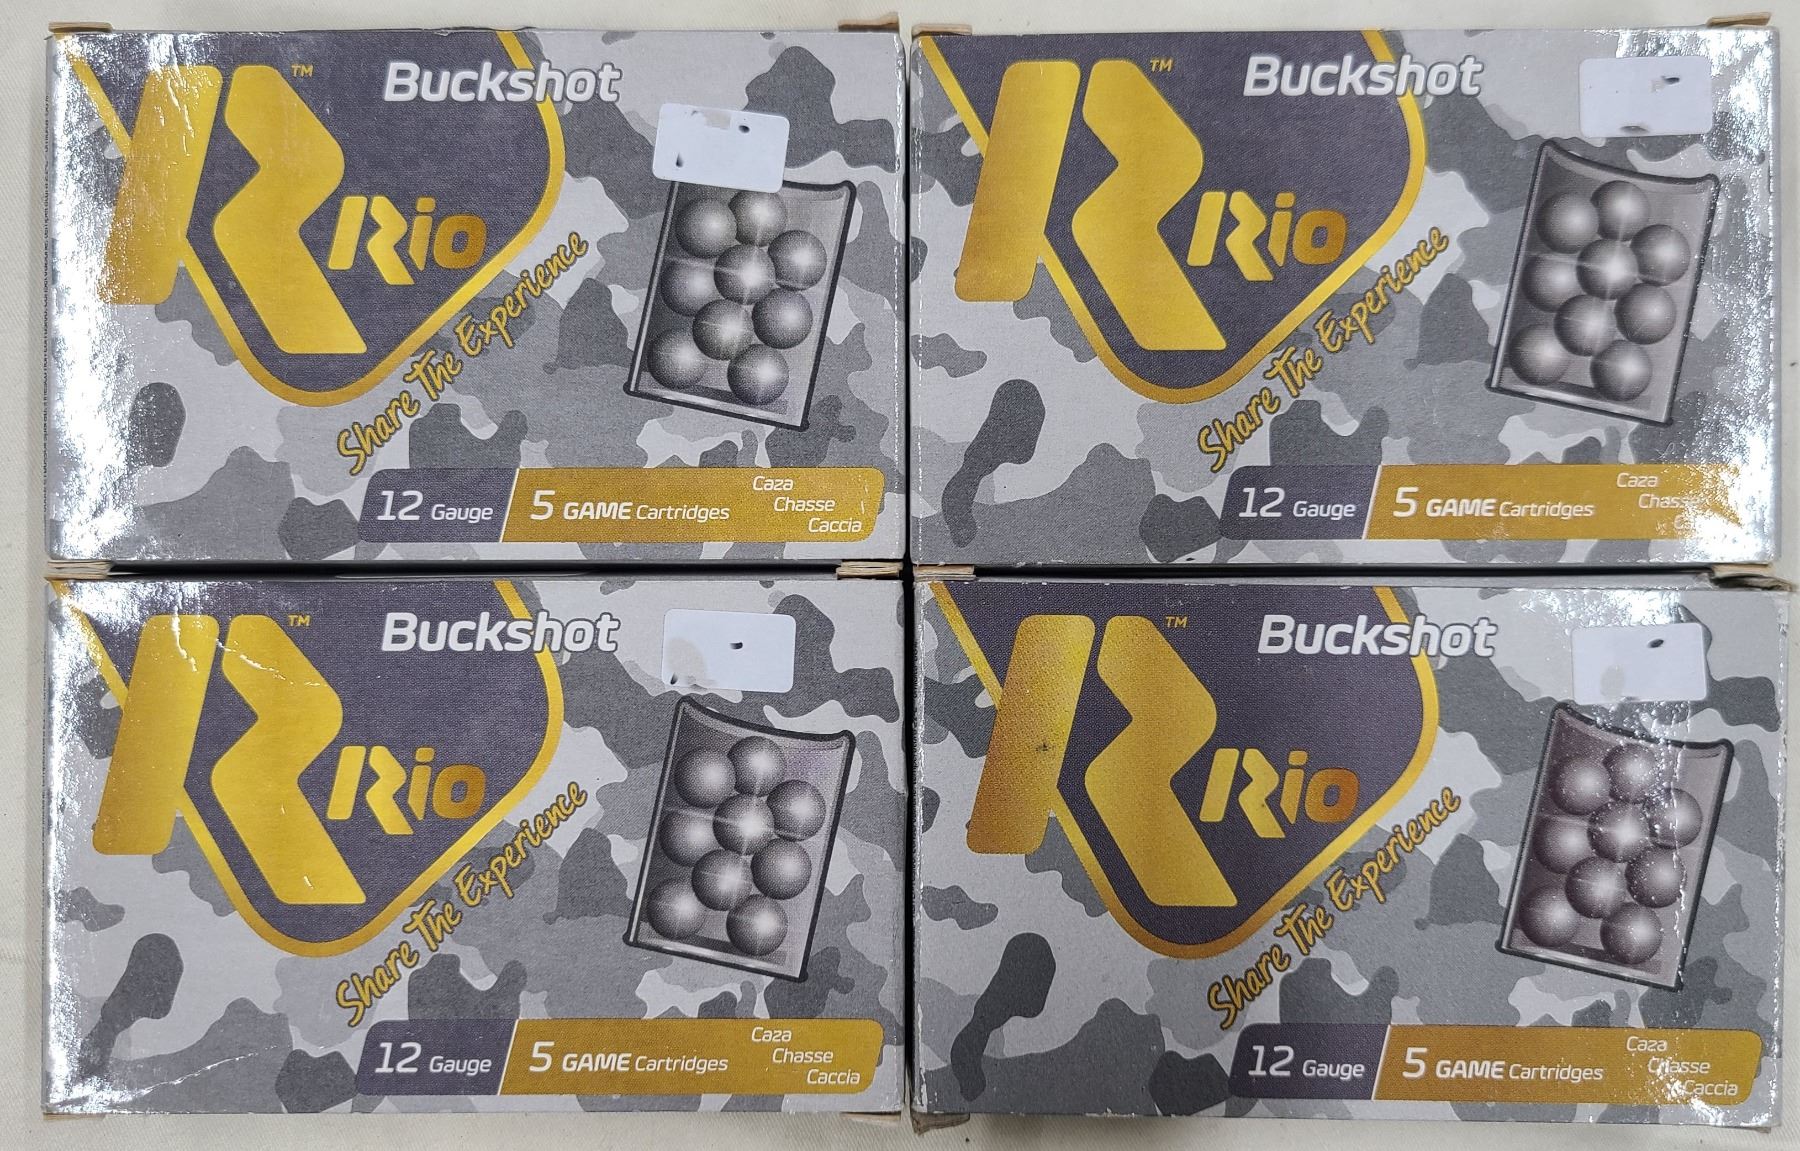 ™
Buckshot
Rio
Share The Experience
12 Gauge
5 GAME Cartridges
Caza
Chasse
Caccia
™
Buckshot
Rio
Share The Experience
12 Gauge
5 GAME Cartridges
Caza
Chasse
™
Buckshot
Rio
Share The Experience
12 Gauge
5 GAME Cartridges
Caza
Chasse
Caccia
™
Buckshot
Rio
Share The Experience
12 Gauge
5 GAME Cartridges
Caza
Chasse
Caccia